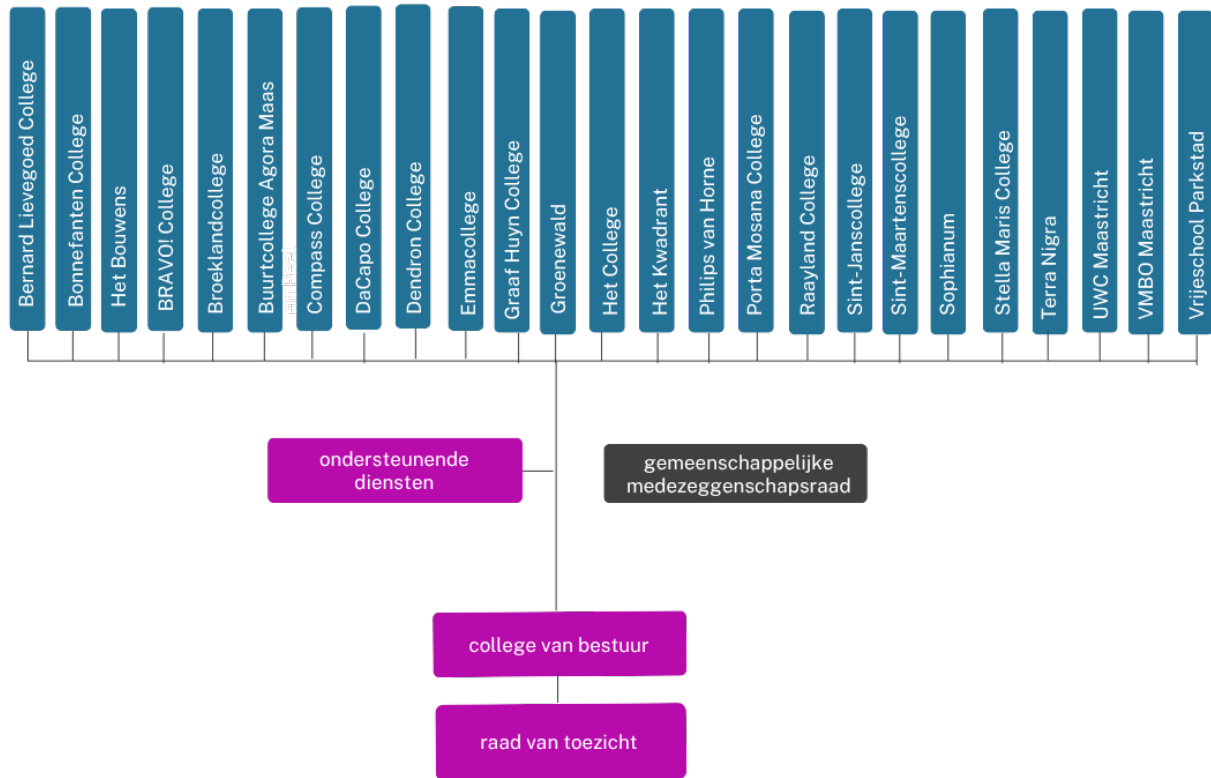 Bernard Lievegoed College
Bonnefanten College
Het Bouwens
BRAVO! College
Broeklandcollege
Buurtcollege Agora Maas
en Peel
Compass College
DaCapo College
Dendron College
Emmacollege
Graaf Huyn College
Groenewald
Het College
Het Kwadrant
Philips van Horne
Porta Mosana College
Raayland College
Sint-Janscollege
Sint-Maartenscollege
Sophianum
Stella Maris College
Terra Nigra
UWC Maastricht
VMBO Maastricht
Vrijeschool Parkstad
ondersteunende
diensten
gemeenschappelijke
medezeggenschapsraad
college van bestuur
raad van toezicht